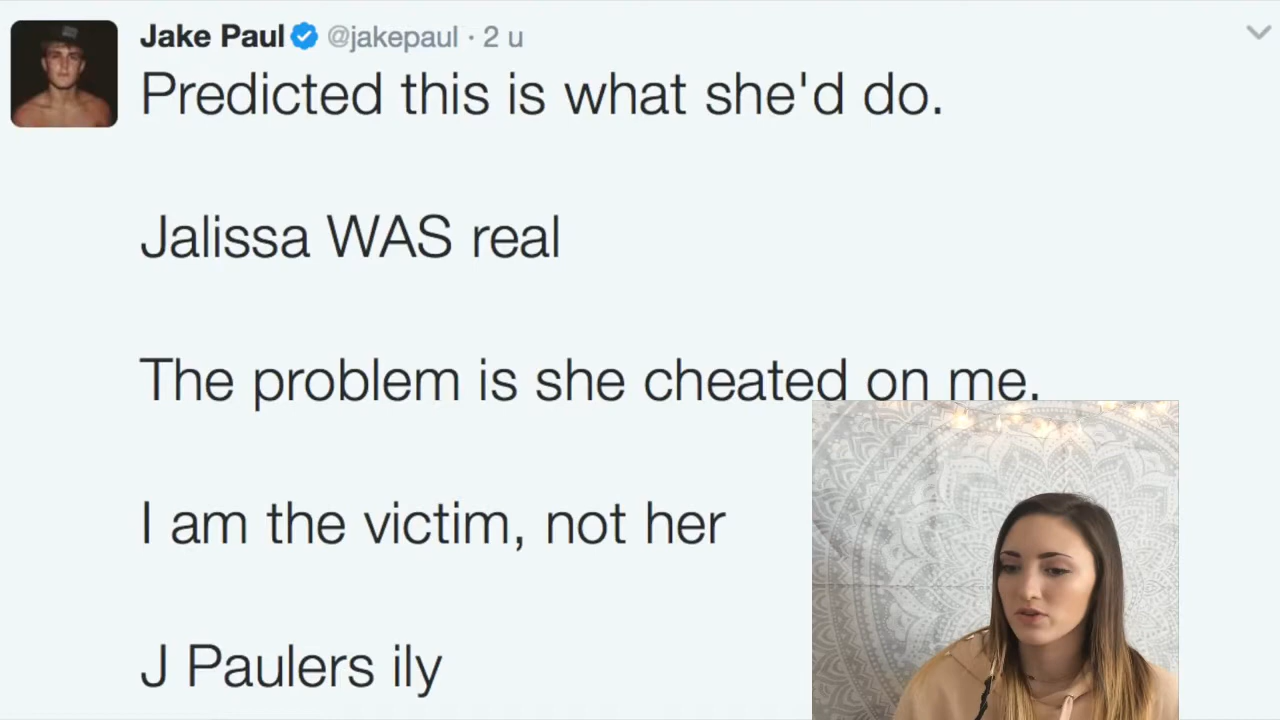 Jake Paul @jakepaul · 2 u
Predicted this is what she'd do.
Jalissa WAS real
The problem is she cheated on me.
I am the victim, not her
J Paulers ily